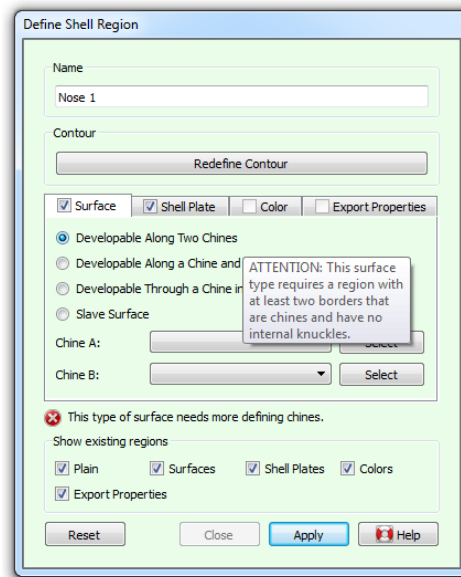 Define Shell Region
Name
Nose 1
Contour
Redefine Contour
Surface Shell Plate Color Export Properties
Developable Along Two Chines
Developable Along a Chine and
Developable Through a Chine in
ATTENTION: This surface
type requires a region with
at least two borders that
are chines and have no
internal knuckles.
Slave Surface
Chine A: Select
Chine B: Select
This type of surface needs more defining chines.
Show existing regions
Plain Surfaces Shell Plates Colors
Export Properties
Reset Close Apply Help